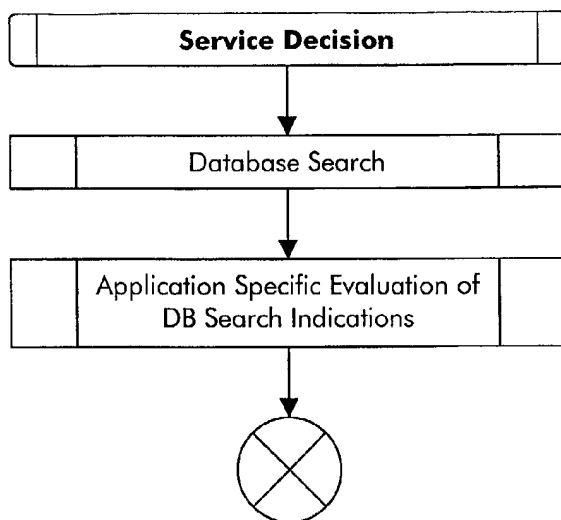 Service Decision
Database Search
Application Specific Evaluation of
DB Search Indications